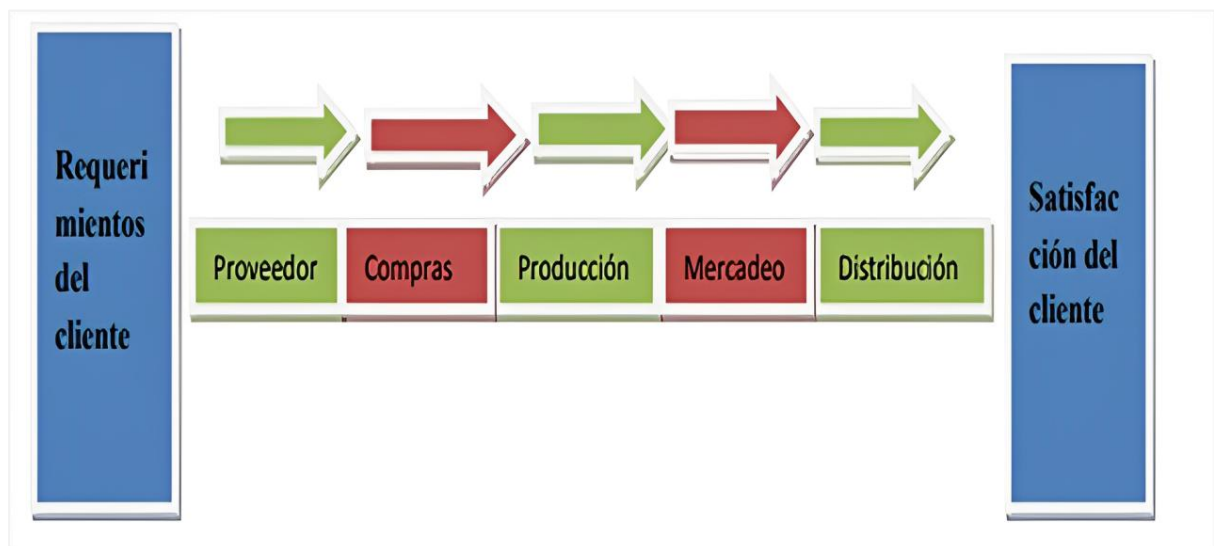 Requeri
mientos
del
cliente
Proveedor
Compras
Producción
Mercadeo
Distribución
Satisfac
ción del
cliente